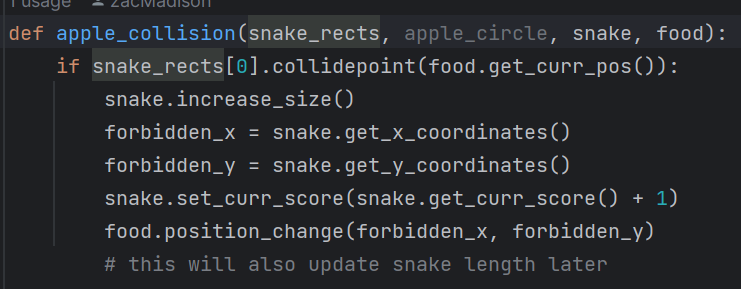 1 usage zacMadison
def apple_collision(snake_rects, apple_circle, snake, food):
    if snake_rects[0].collidepoint(food.get_curr_pos()):
        snake.increase_size()
        forbidden_x = snake.get_x_coordinates()
        forbidden_y = snake.get_y_coordinates()
        snake.set_curr_score(snake.get_curr_score() + 1)
        food.position_change(forbidden_x, forbidden_y)
        # this will also update snake length later